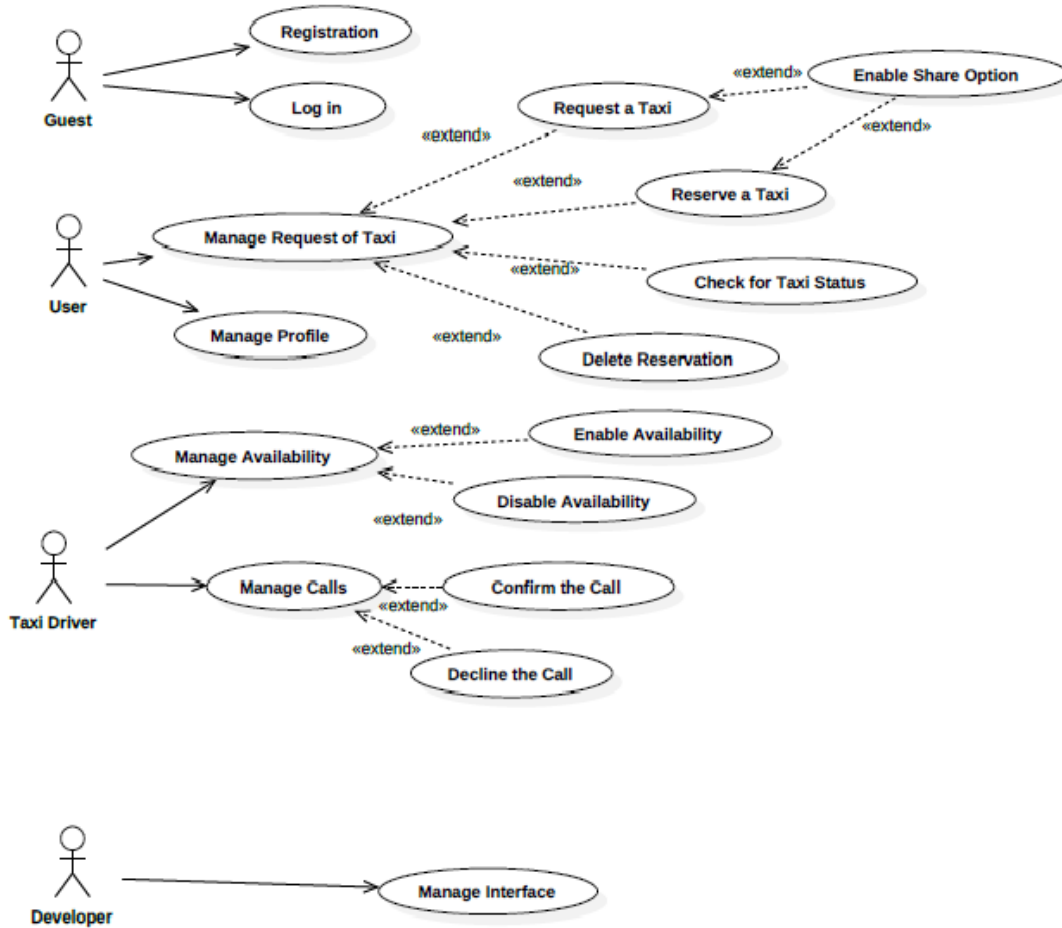 Registration
Guest
Log in
«extend»
Enable Share Option
Request a Taxi
«extend»
«extend»
«extend»
Reserve a Taxi
User
Manage Request of Taxi
«extend»
Check for Taxi Status
Manage Profile
«extend»
Delete Reservation
Manage Availability
«extend»
Enable Availability
Disable Availability
«extend»
Taxi Driver
Manage Calls
Confirm the Call
«extend»
«extend»
Decline the Call
Developer
Manage Interface